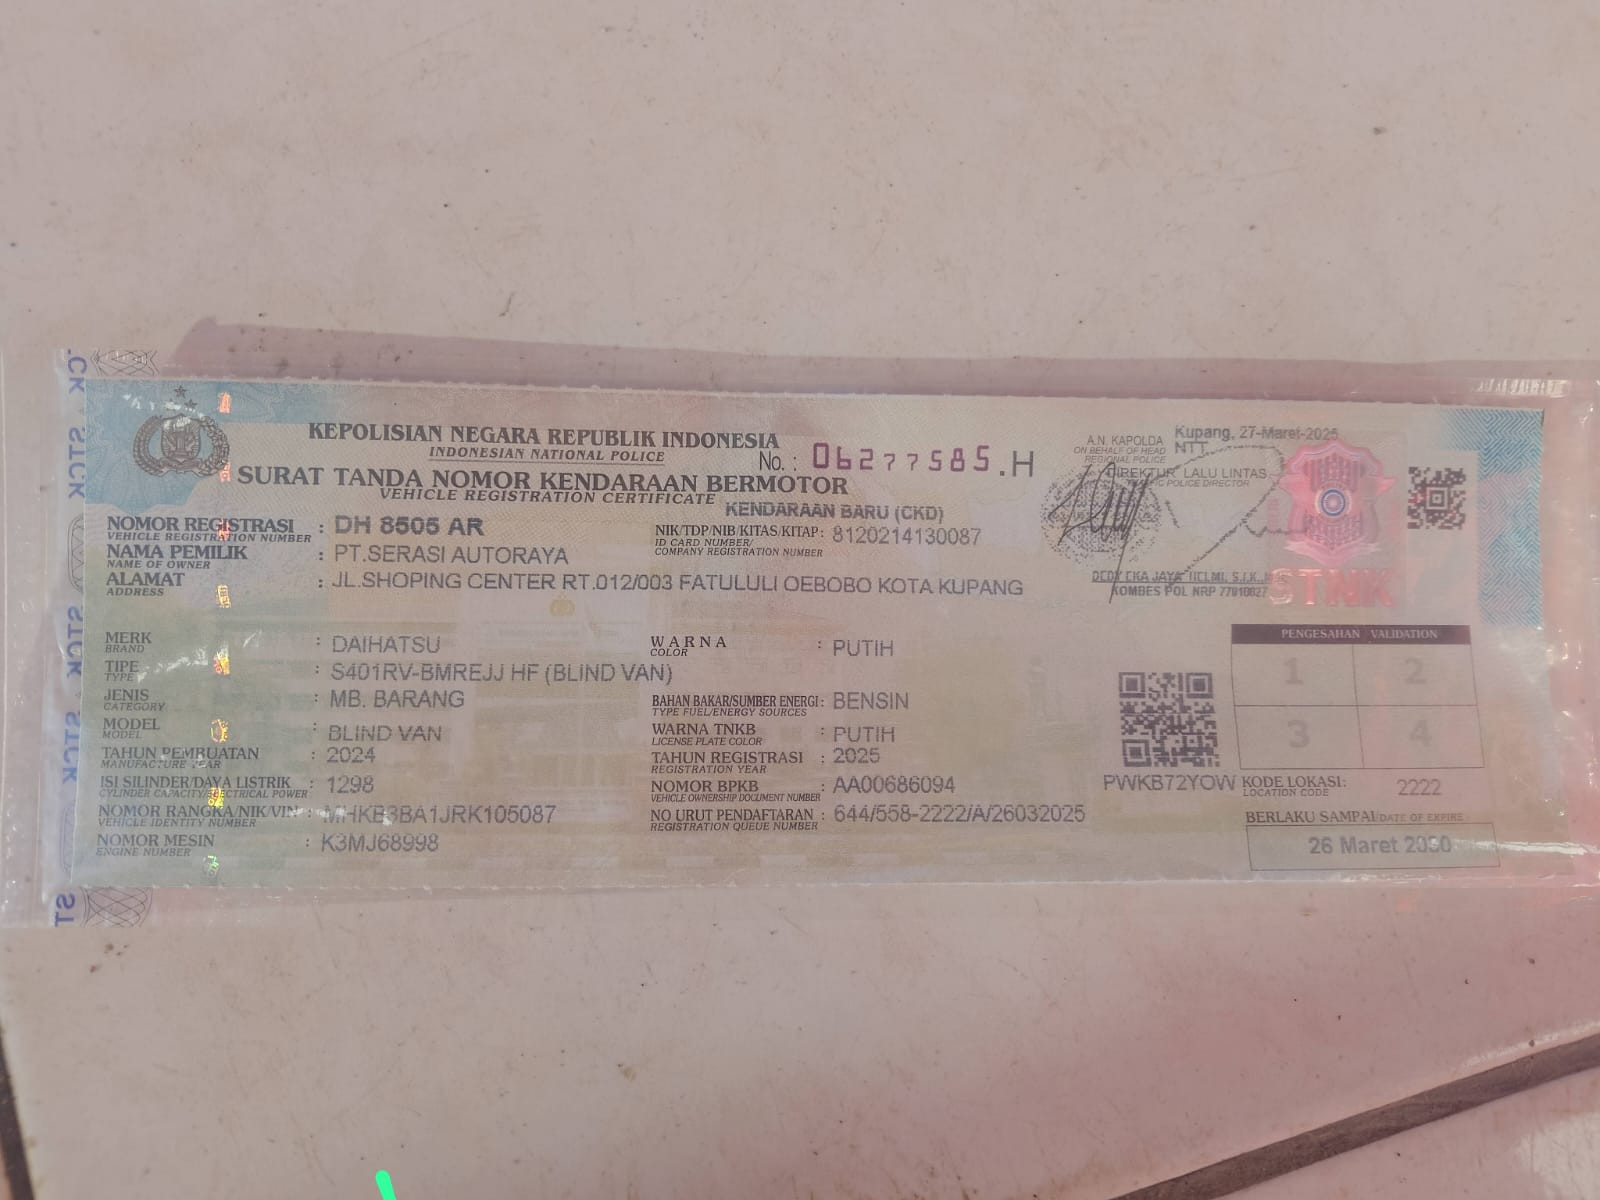 KEPOLISIAN NEGARA REPUBLIK INDONESIA
INDONESIAN NATIONAL POLICE
No. : 06277585.H
SURAT TANDA NOMOR KENDARAAN BERMOTOR
VEHICLE REGISTRATION CERTIFICATE
KENDARAAN BARU (CKD)
NOMOR REGISTRASI : DH 8505 AR
VEHICLE REGISTRATION NUMBER
NIK/TDP/NIB/KITAS/KITAP : 8120214130087
ID CARD NUMBER/
COMPANY REGISTRATION NUMBER
NAMA PEMILIK : PT.SERASI AUTORAYA
NAME OF OWNER
ALAMAT : JL.SHOPING CENTER RT.012/003 FATULULI OEBOBO KOTA KUPANG
ADDRESS
MERK : DAIHATSU
BRAND
TIPE : S401RV-BMREJJ HF (BLIND VAN)
TYPE
JENIS : MB. BARANG
CATEGORY
MODEL : BLIND VAN
MODEL
TAHUN PEMBUATAN : 2024
MANUFACTURE YEAR
ISI SILINDER/DAYA LISTRIK : 1298
CYLINDER CAPACITY/ELECTRICAL POWER
NOMOR RANGKA/NIK/VIN : MHKB3BA1JRK105087
VEHICLE IDENTITY NUMBER
NOMOR MESIN : K3MJ68998
ENGINE NUMBER
WARNA : PUTIH
COLOR
BAHAN BAKAR/SUMBER ENERGI : BENSIN
TYPE FUEL/ENERGY SOURCES
WARNA TNKB : PUTIH
LICENSE PLATE COLOR
TAHUN REGISTRASI : 2025
REGISTRATION YEAR
NOMOR BPKB : AA00686094
VEHICLE OWNERSHIP DOCUMENT NUMBER
NO URUT PENDAFTARAN : 644/558-2222/A/26032025
REGISTRATION QUEUE NUMBER
Kupang, 27-Maret-2025
A.N. KAPOLDA NTT
ON BEHALF OF HEAD
REGIONAL POLICE
DIREKTUR LALU LINTAS
POLICE DIRECTOR
KOMBES POL NRP
STNK
PENGESAHAN VALIDATION
1 2
3 4
PWKB72YOW
KODE LOKASI : 2222
LOCATION CODE
BERLAKU SAMPAI/DATE OF EXPIRE
26 Maret 2030
STCK
STCK
STCK